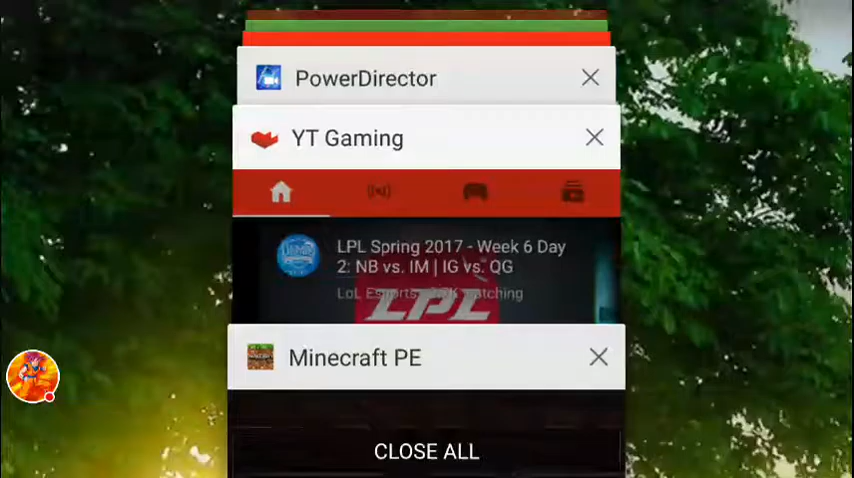 PowerDirector
YT Gaming
LPL Spring 2017 - Week 6 Day
2: NB vs. IM | IG vs. QG
LoL Esports, watching
LPL
Minecraft PE
CLOSE ALL